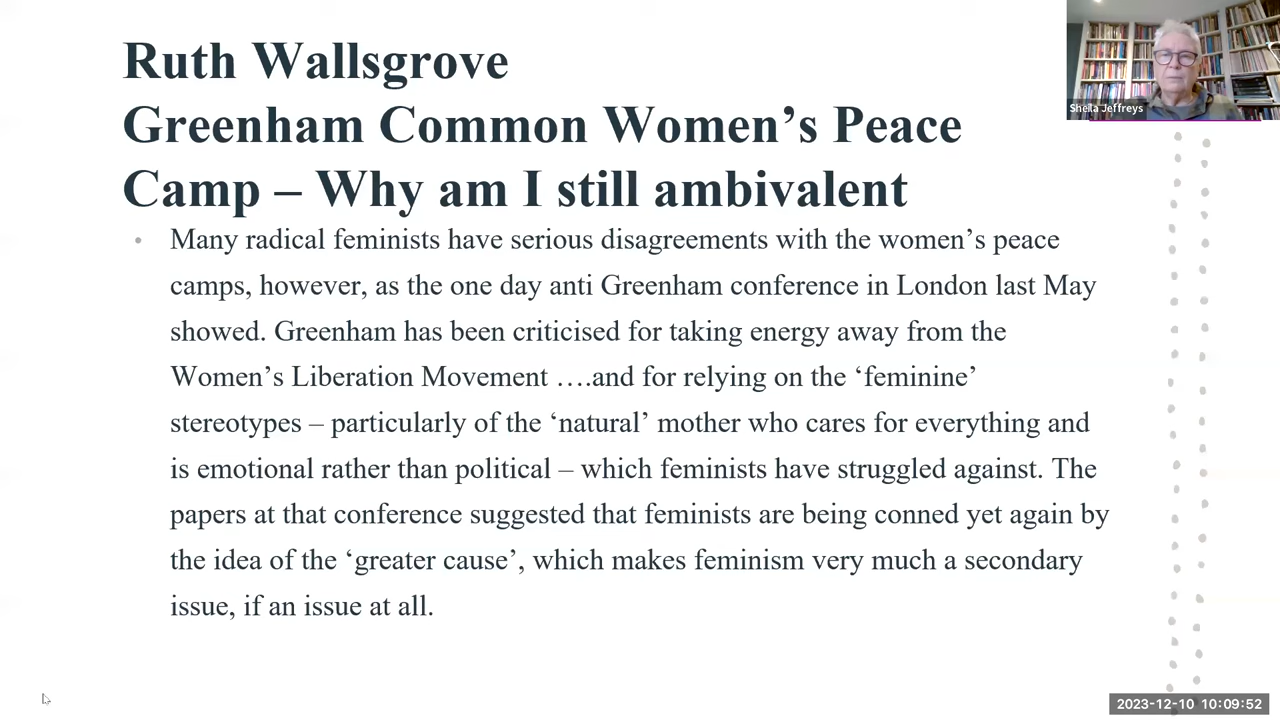 Ruth Wallsgrove
Greenham Common Women’s Peace
Camp – Why am I still ambivalent
Sheila Jeffreys
• Many radical feminists have serious disagreements with the women’s peace
camps, however, as the one day anti Greenham conference in London last May
showed. Greenham has been criticised for taking energy away from the
Women’s Liberation Movement ….and for relying on the ‘feminine’
stereotypes – particularly of the ‘natural’ mother who cares for everything and
is emotional rather than political – which feminists have struggled against. The
papers at that conference suggested that feminists are being conned yet again by
the idea of the ‘greater cause’, which makes feminism very much a secondary
issue, if an issue at all.
2023-12-10 10:09:52